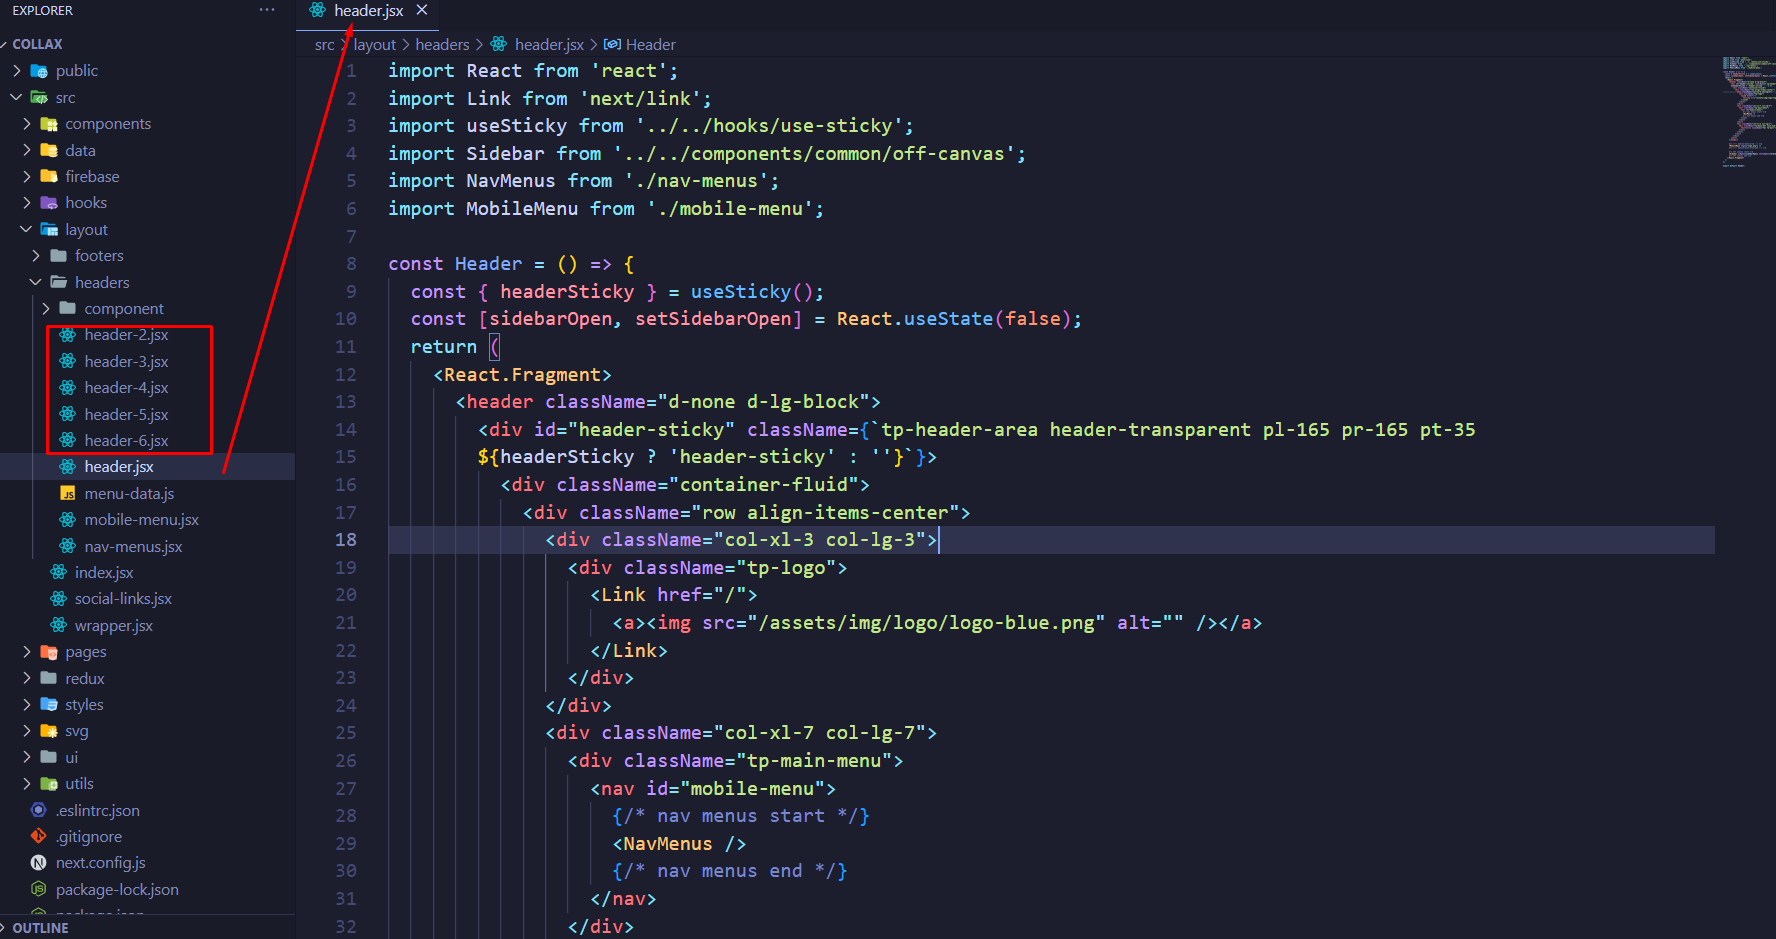 EXPLORER
COLLAX
public
src
components
data
firebase
hooks
layout
footers
headers
component
header-2.jsx
header-3.jsx
header-4.jsx
header-5.jsx
header-6.jsx
header.jsx
menu-data.js
mobile-menu.jsx
nav-menus.jsx
index.jsx
social-links.jsx
wrapper.jsx
pages
redux
styles
svg
ui
utils
.eslintrc.json
.gitignore
next.config.js
package-lock.json
package.json
OUTLINE
header.jsx
src > layout > headers > header.jsx > Header
1 import React from 'react';
2 import Link from 'next/link';
3 import useSticky from '../../hooks/use-sticky';
4 import Sidebar from '../../components/common/off-canvas';
5 import NavMenus from './nav-menus';
6 import MobileMenu from './mobile-menu';
7
8 const Header = () => {
9 const { headerSticky } = useSticky();
10 const [sidebarOpen, setSidebarOpen] = React.useState(false);
11 return (
12 <React.Fragment>
13 <header className="d-none d-lg-block">
14 <div id="header-sticky" className={`tp-header-area header-transparent pl-165 pr-165 pt-35
15 ${headerSticky ? 'header-sticky' : ''}`}>
16 <div className="container-fluid">
17 <div className="row align-items-center">
18 <div className="col-xl-3 col-lg-3">
19 <div className="tp-logo">
20 <Link href="/">
21 <a><img src="/assets/img/logo/logo-blue.png" alt="" /></a>
22 </Link>
23 </div>
24 </div>
25 <div className="col-xl-7 col-lg-7">
26 <div className="tp-main-menu">
27 <nav id="mobile-menu">
28 {/* nav menus start */}
29 <NavMenus />
30 {/* nav menus end */}
31 </nav>
32 </div>